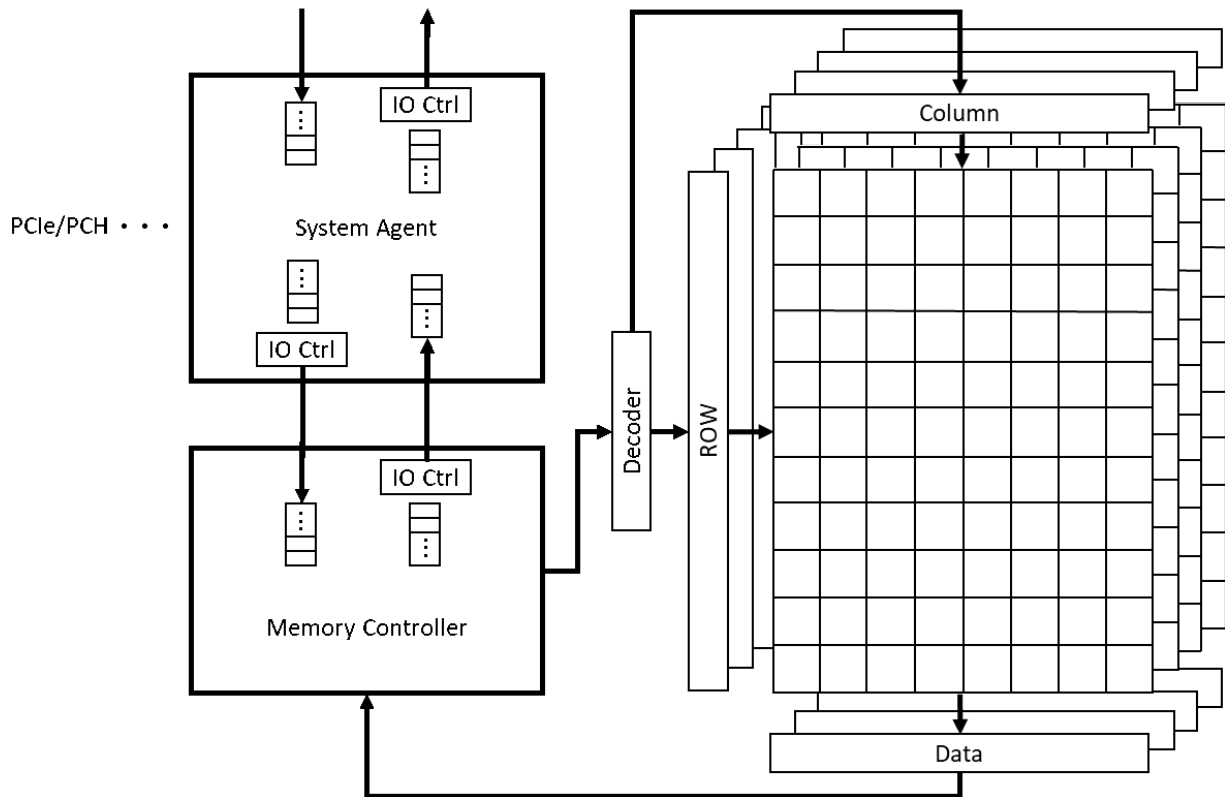 IO Ctrl
Column
PCIe/PCH · · ·
System Agent
IO Ctrl
Decoder
ROW
IO Ctrl
Memory Controller
Data